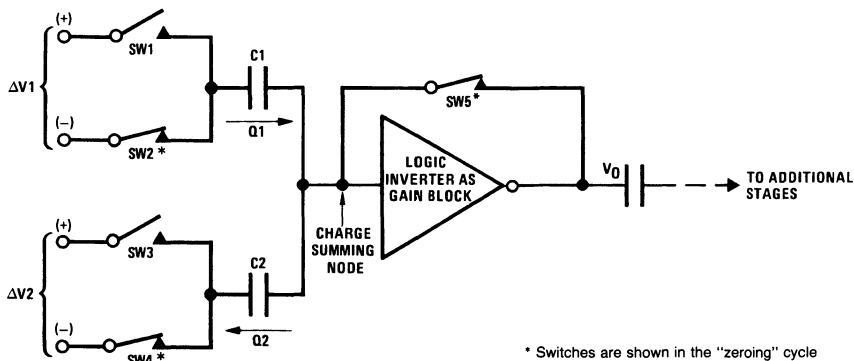 (+)
SW1
C1
ΔV1
(−)
SW2 *
Q1
SW5*
LOGIC
INVERTER AS
GAIN BLOCK
VO
TO ADDITIONAL
STAGES
CHARGE
SUMMING
NODE
(+)
SW3
C2
ΔV2
(−)
SW4 *
Q2
* Switches are shown in the "zeroing" cycle